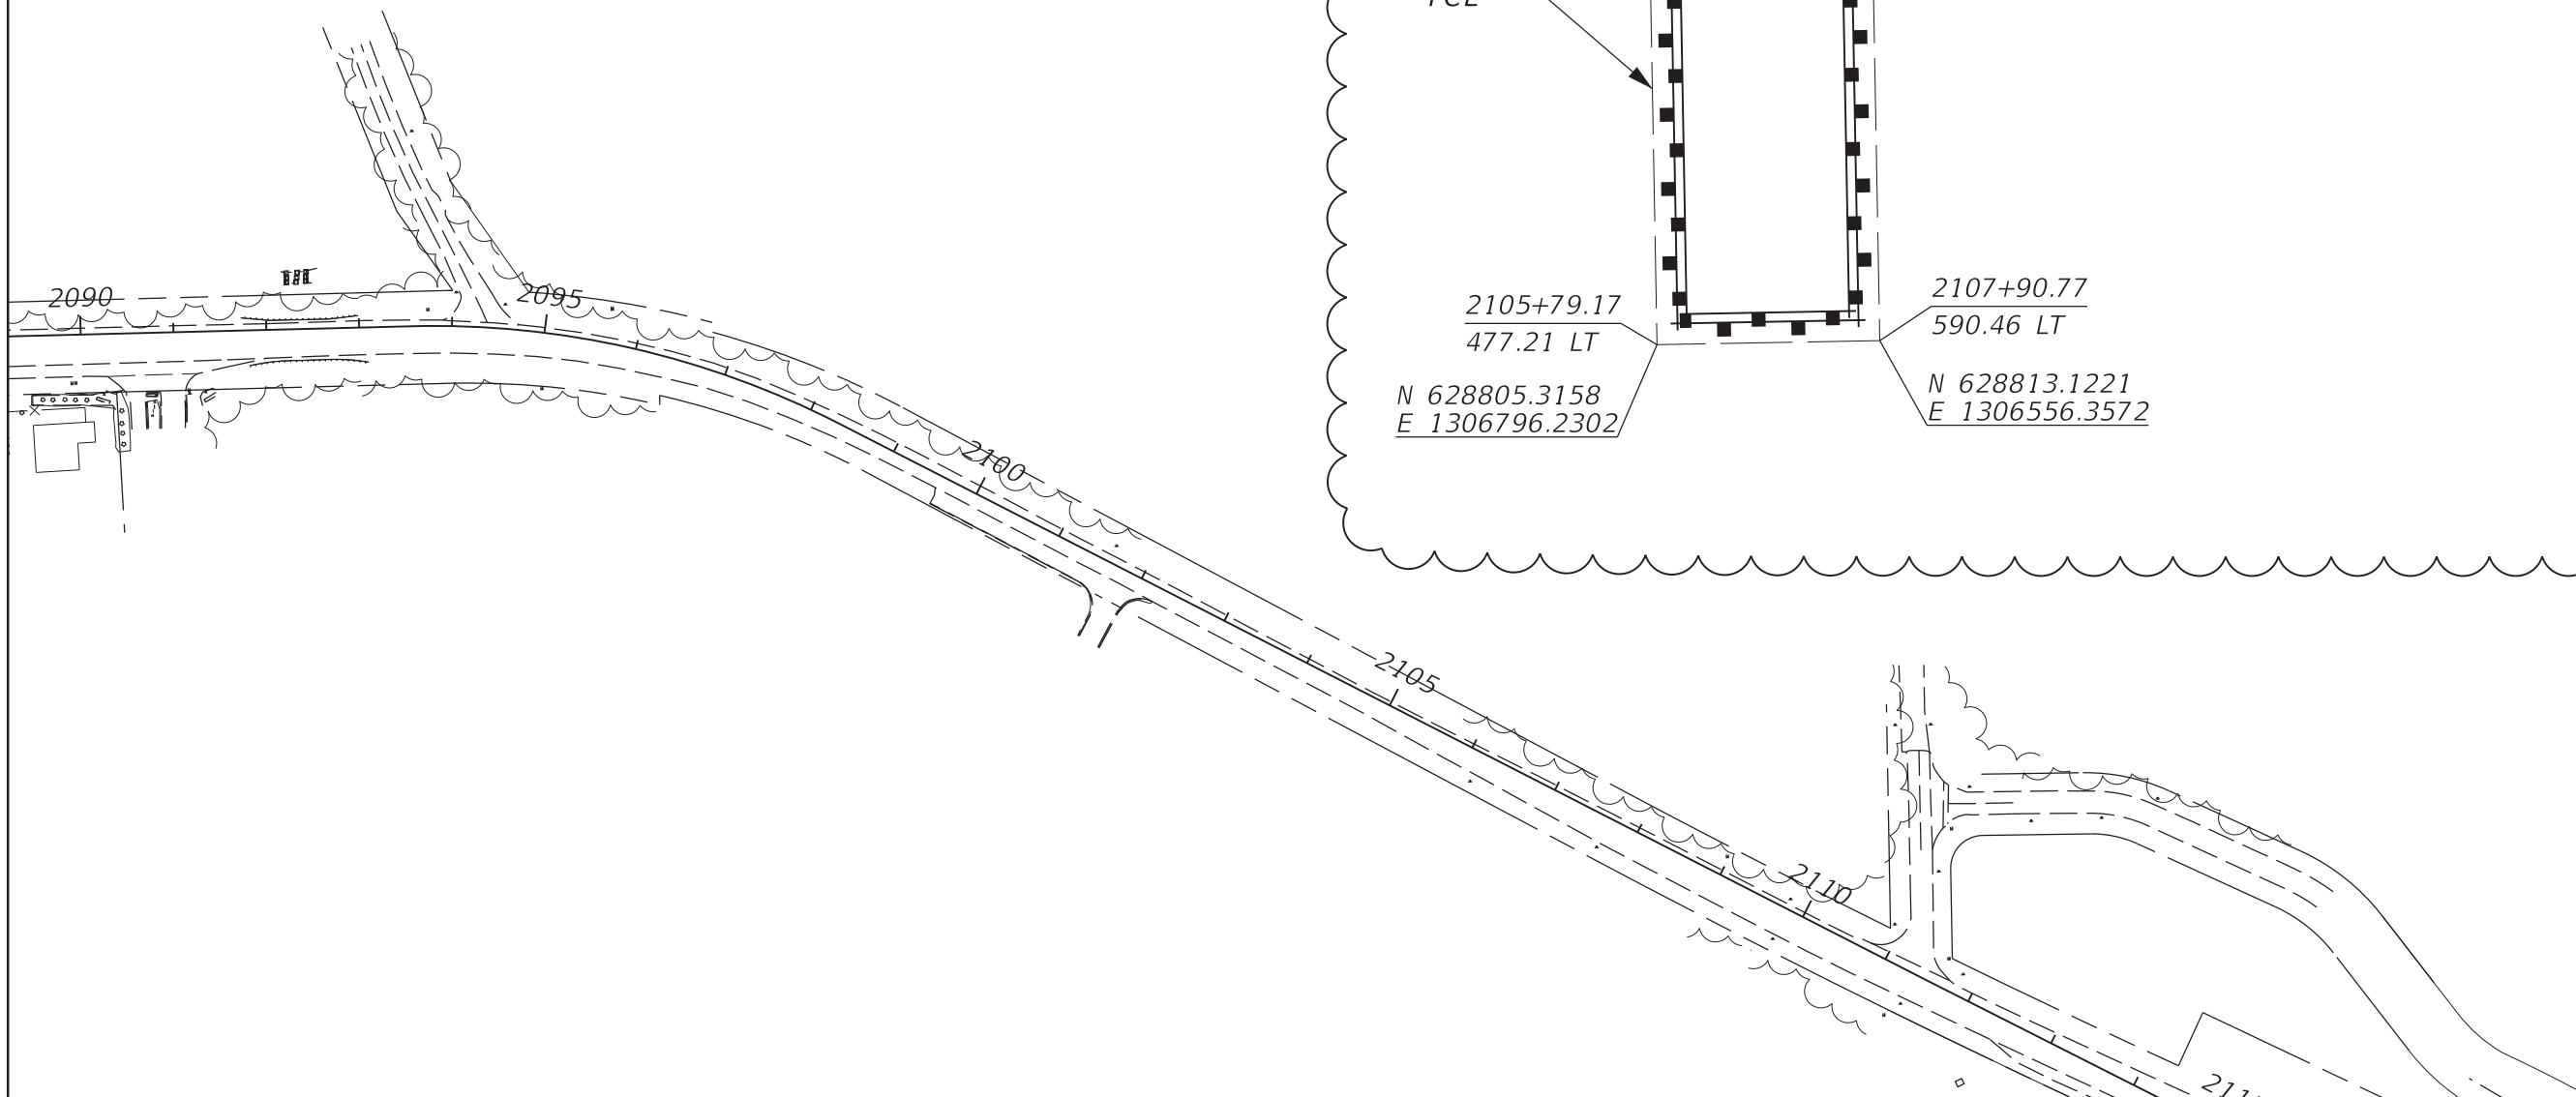 2090
2095
2100
2105
2110
2105+79.17
477.21 LT
N 628805.3158
E 1306796.2302
2107+90.77
590.46 LT
N 628813.1221
E 1306556.3572